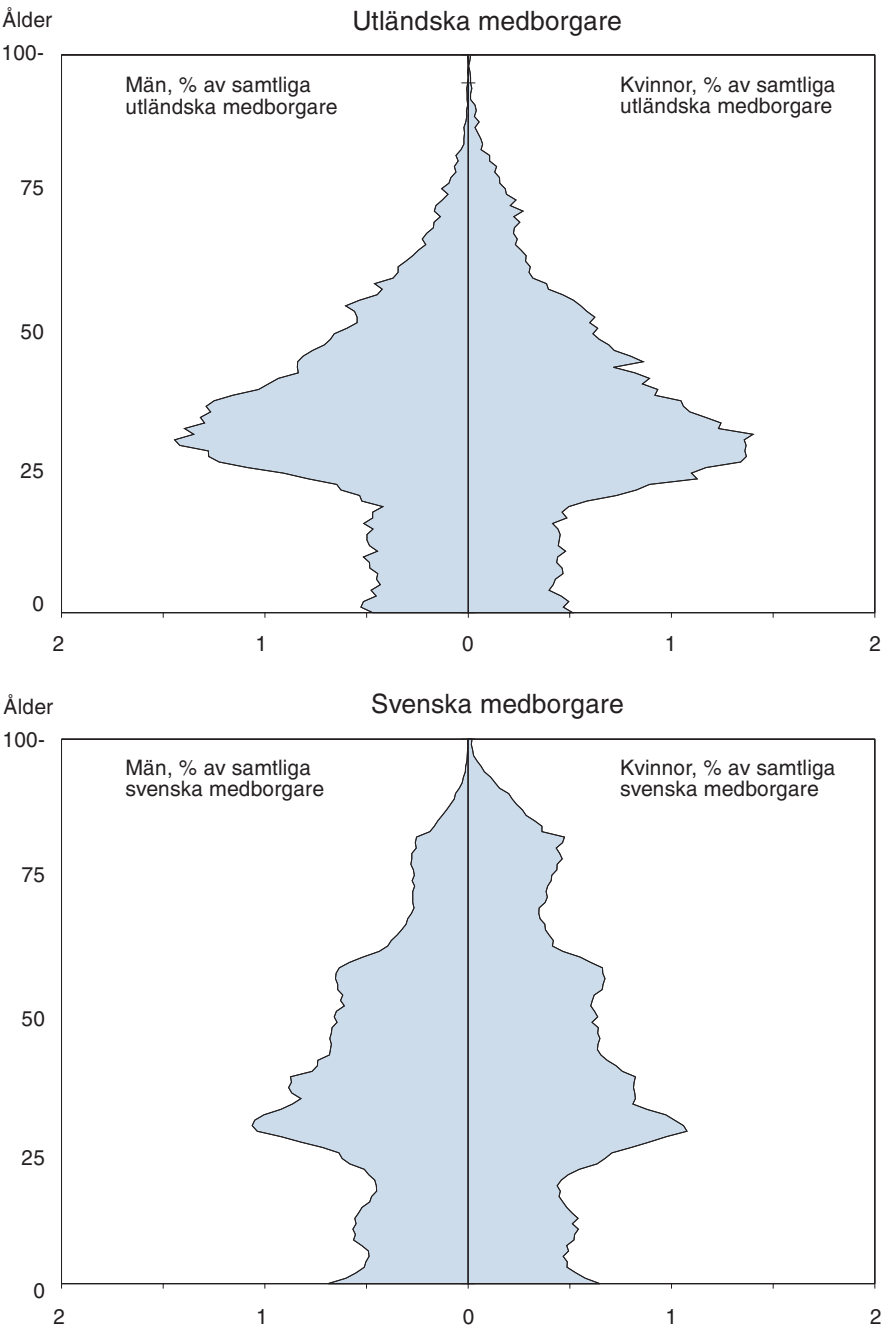 Utländska medborgare
Ålder
100-
Män, % av samtliga
utländska medborgare
Kvinnor, % av samtliga
utländska medborgare
75
50
25
0
2 1 0 1 2
Svenska medborgare
Ålder
100-
Män, % av samtliga
svenska medborgare
Kvinnor, % av samtliga
svenska medborgare
75
50
25
0
2 1 0 1 2